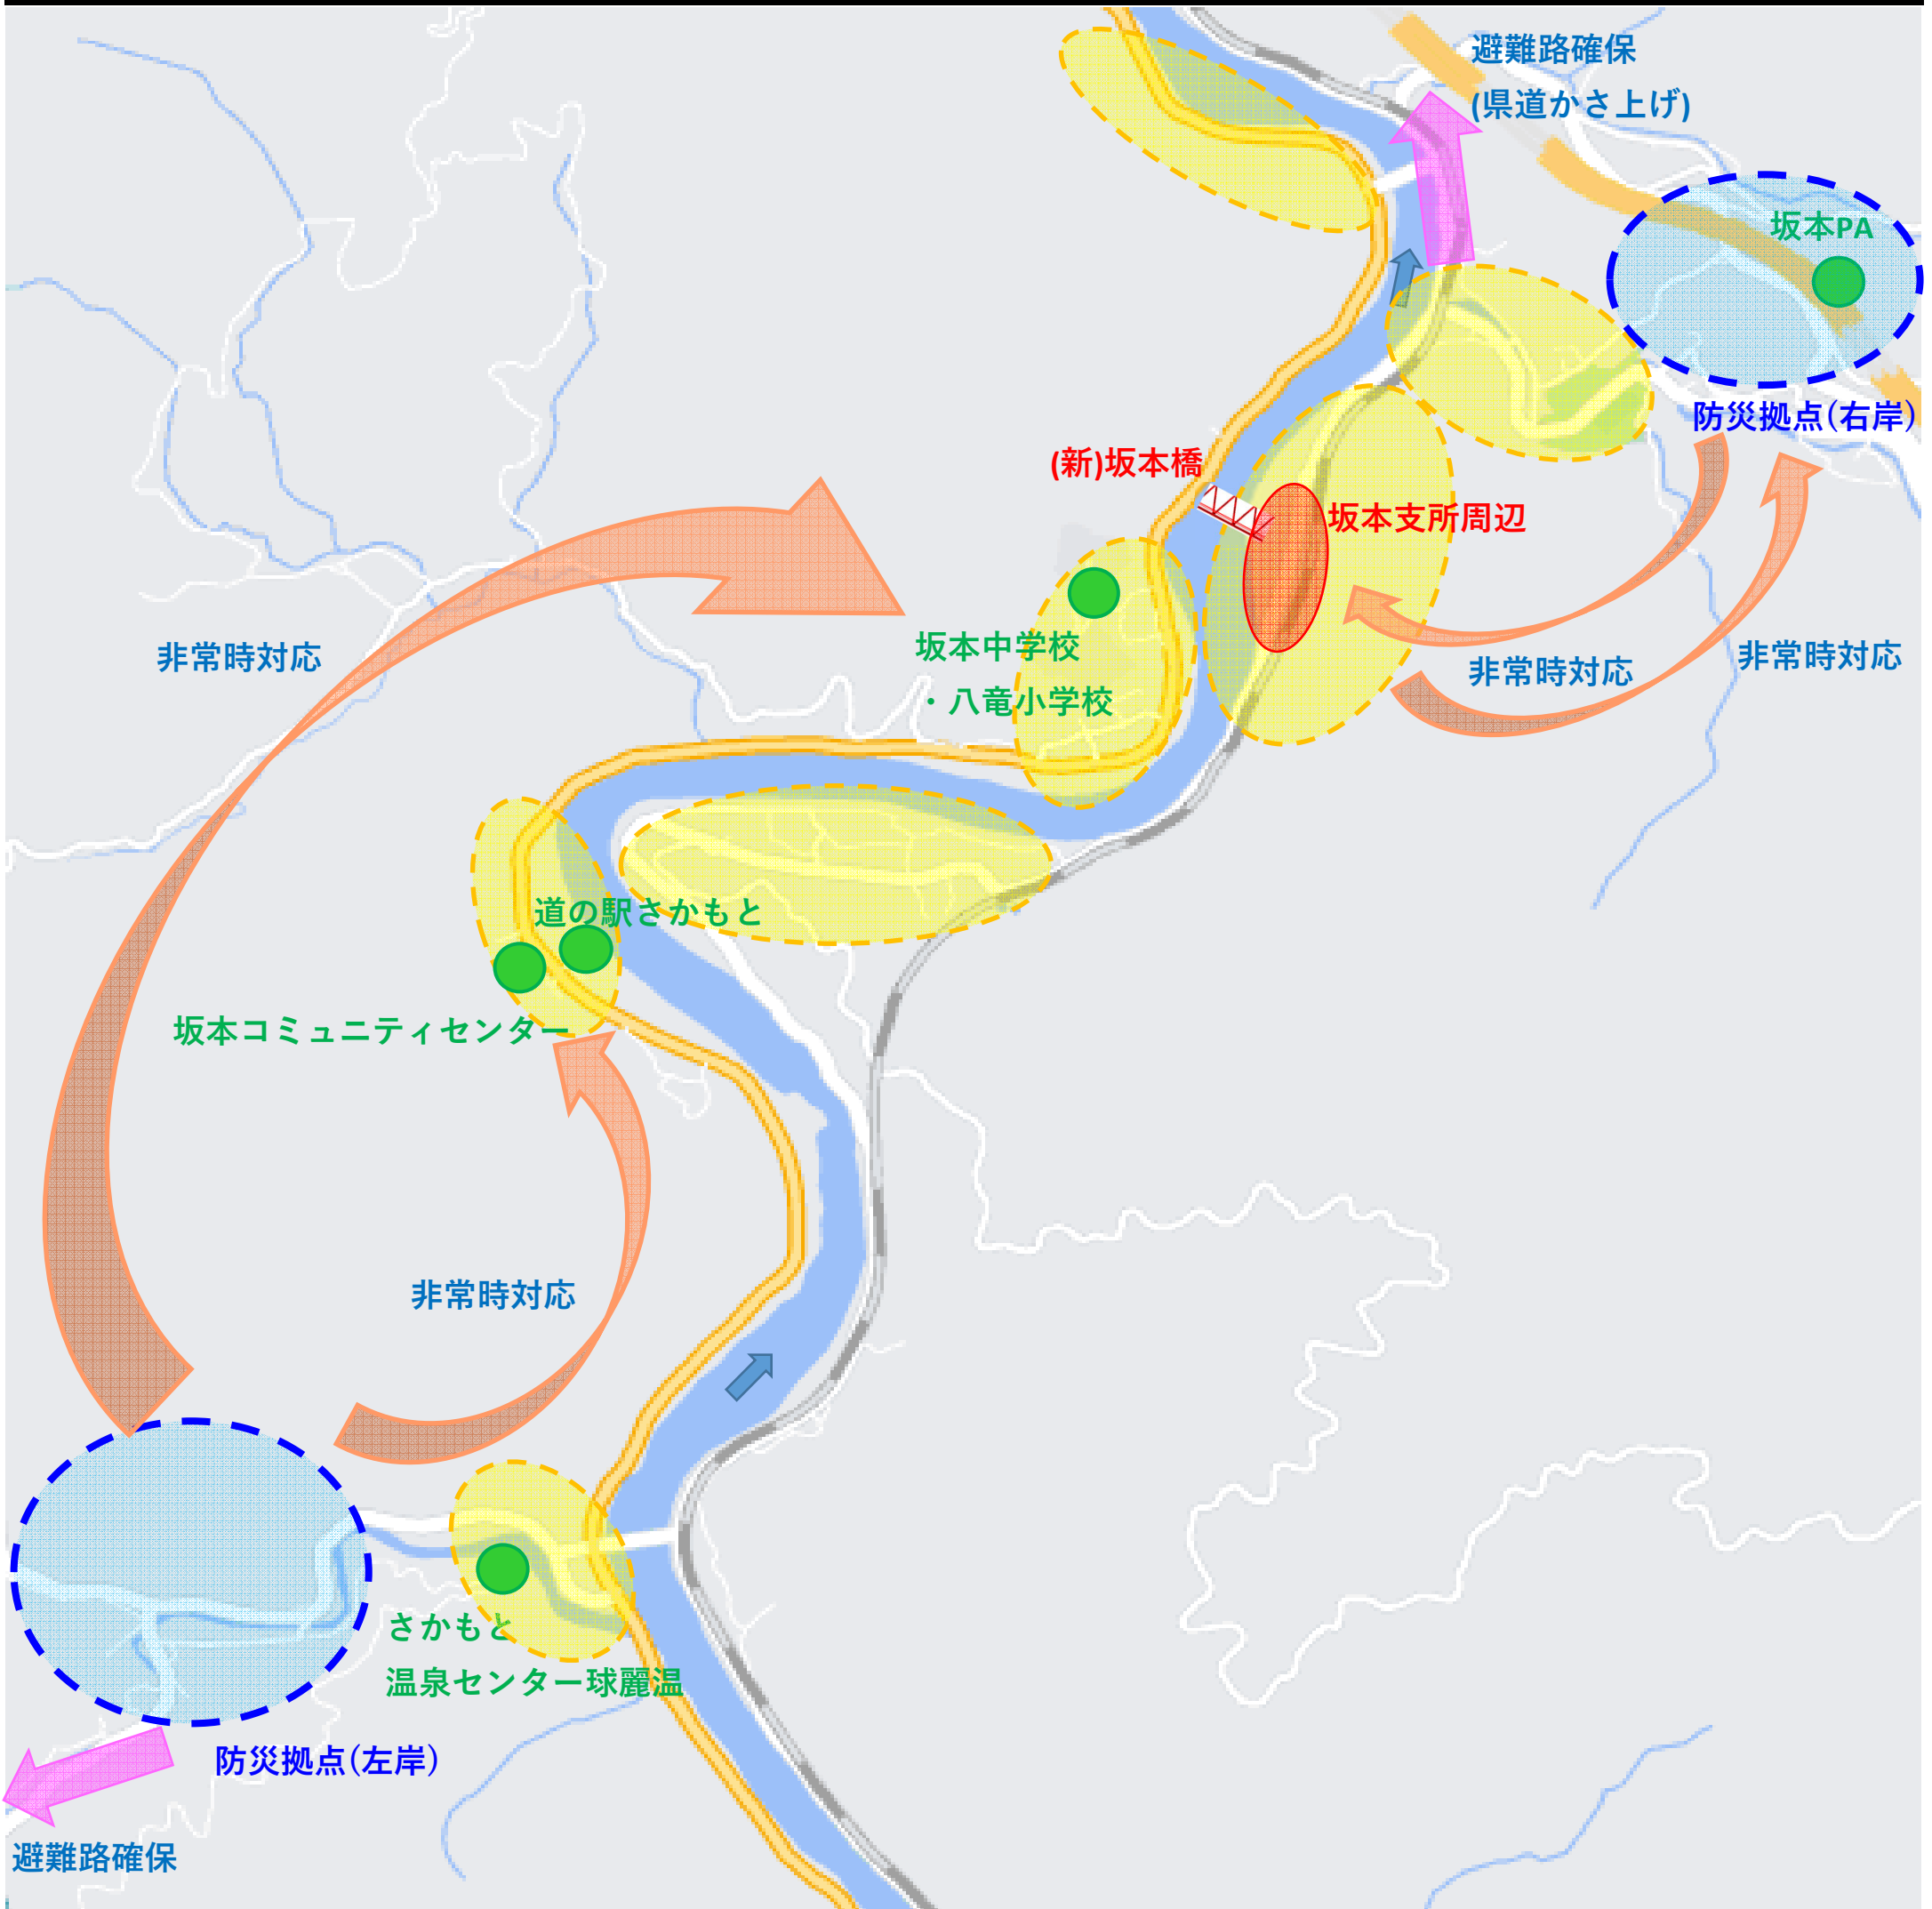 避難路確保
(県道かさ上げ)
坂本PA
防災拠点(右岸)
(新)坂本橋
坂本支所周辺
坂本中学校
・八竜小学校
非常時対応
非常時対応
非常時対応
道の駅さかもと
坂本コミュニティセンター
非常時対応
さかもと
温泉センター球麗温
防災拠点(左岸)
避難路確保